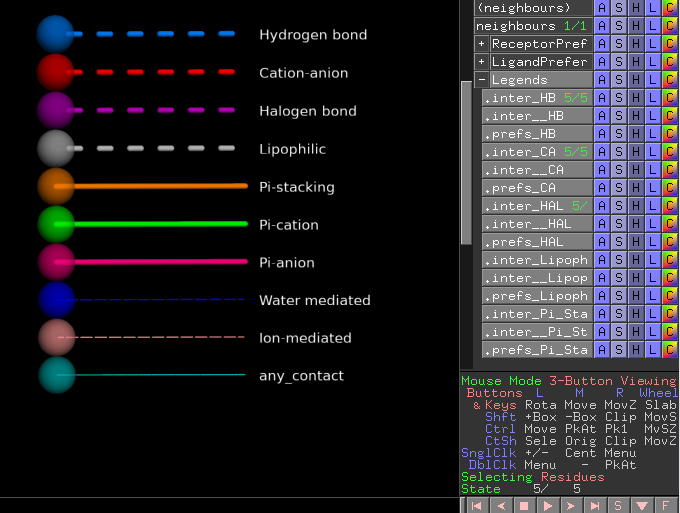 Hydrogen bond
Cation-anion
Halogen bond
Lipophilic
Pi-stacking
Pi-cation
Pi-anion
Water mediated
Ion-mediated
any_contact
(neighbours) A S H L C
neighbours 1/1 A S H L C
+ ReceptorPref A S H L C
+ LigandPrefer A S H L C
− Legends A S H L C
.inter_HB 5/5 A S H L C
.inter__HB A S H L C
.prefs_HB A S H L C
.inter_CA 5/5 A S H L C
.inter__CA A S H L C
.prefs_CA A S H L C
.inter_HAL 5/ A S H L C
.inter__HAL A S H L C
.prefs_HAL A S H L C
.inter_Lipoph A S H L C
.inter__Lipop A S H L C
.prefs_Lipoph A S H L C
.inter_Pi_Sta A S H L C
.inter__Pi_St A S H L C
.prefs_Pi_Sta A S H L C
Mouse Mode 3-Button Viewing
Buttons L M R Wheel
& Keys Rota Move MovZ Slab
Shft +Box -Box Clip MovS
Ctrl Move PkAt Pk1 MvSZ
CtSh Sele Orig Clip MovZ
SnglClk +/- Cent Menu
DblClk Menu - PkAt
Selecting Residues
State 5/ 5
S F